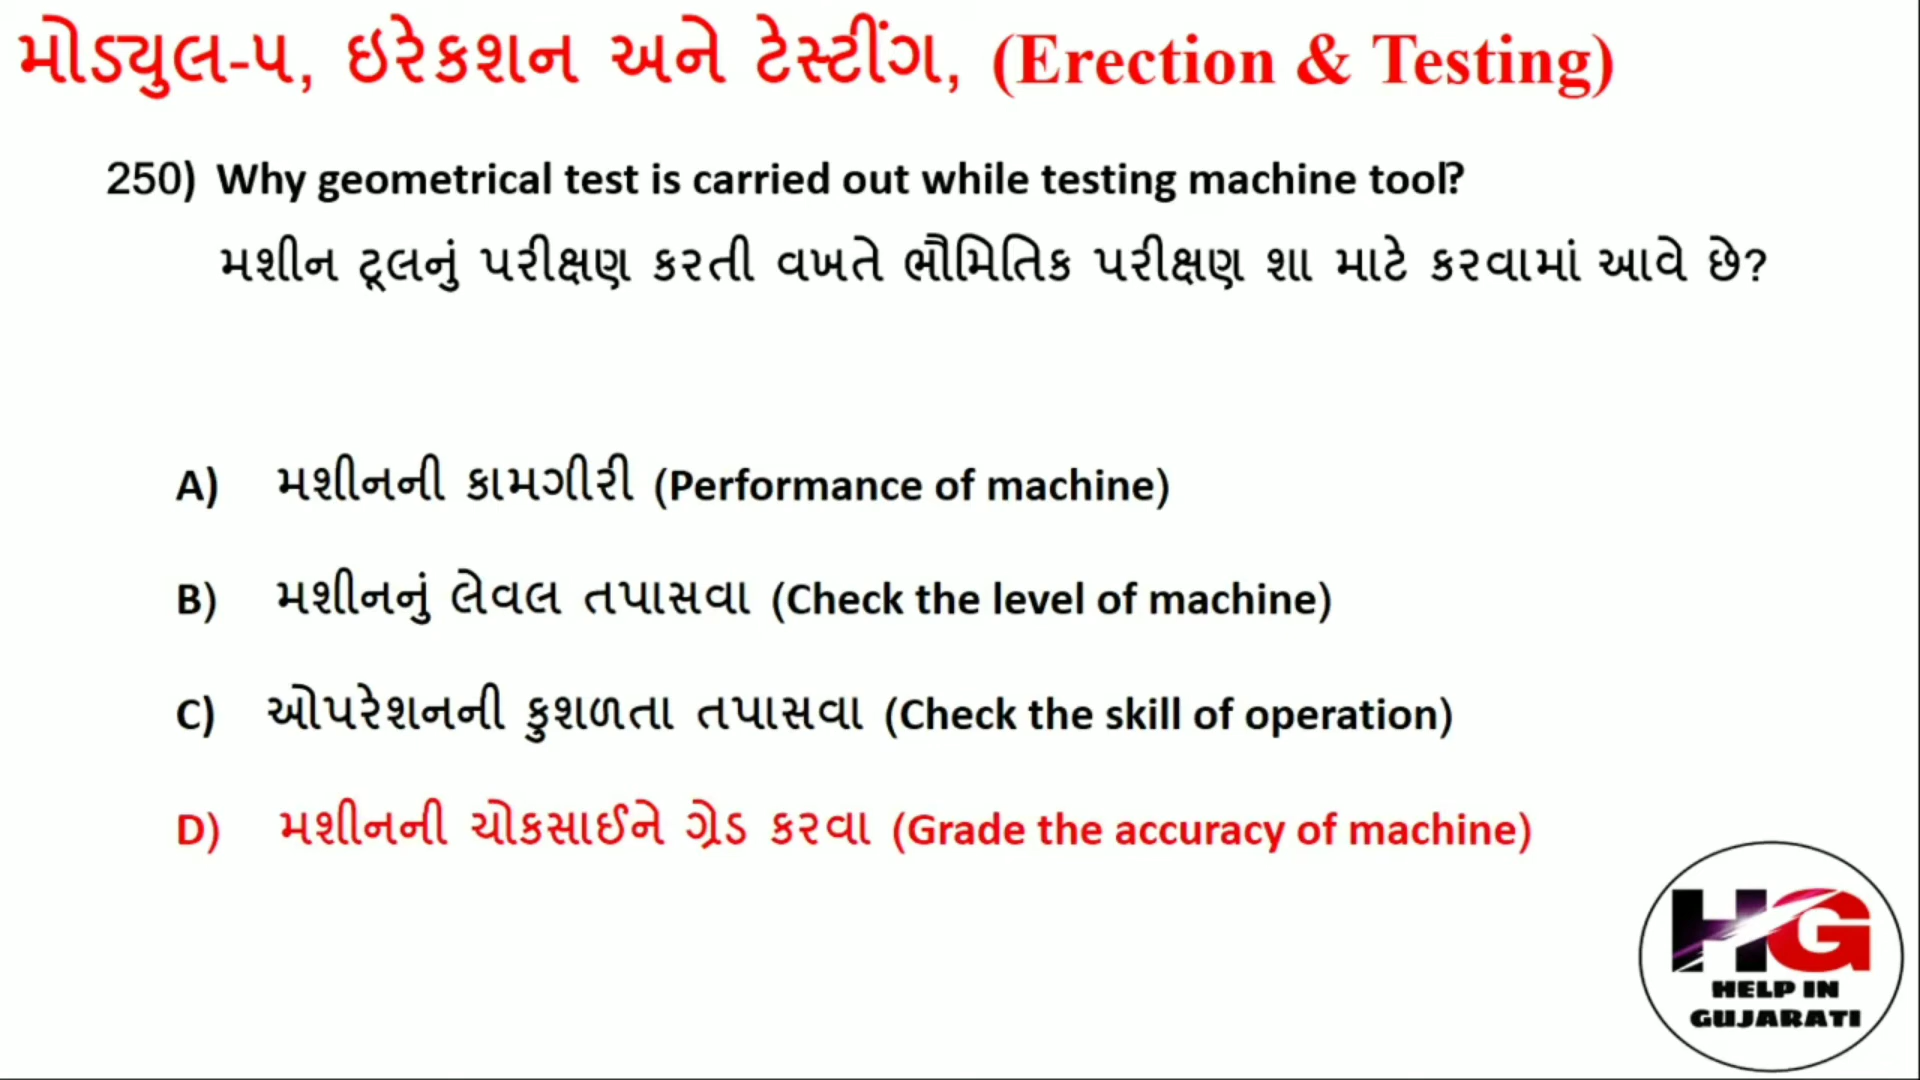 મોડ્યુલ-૫, ઇરેકશન અને ટેસ્ટીંગ, (Erection & Testing)
250) Why geometrical test is carried out while testing machine tool?
મશીન ટૂલનું પરીક્ષણ કરતી વખતે ભૌમિતિક પરીક્ષણ શા માટે કરવામાં આવે છે?
A) મશીનની કામગીરી (Performance of machine)
B) મશીનનું લેવલ તપાસવા (Check the level of machine)
C) ઓપરેશનની કુશળતા તપાસવા (Check the skill of operation)
D) મશીનની ચોકસાઈને ગ્રેડ કરવા (Grade the accuracy of machine)
HG
HELP IN
GUJARATI